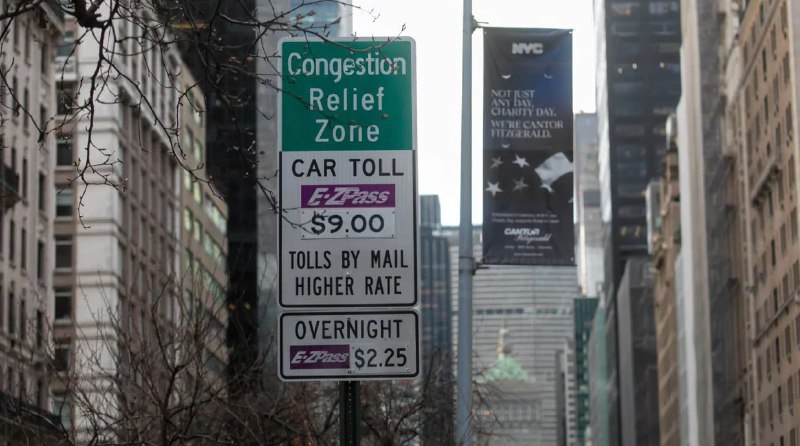 Congestion
Relief
Zone
CAR TOLL
E-ZPass
$9.00
TOLLS BY MAIL
HIGHER RATE
OVERNIGHT
E-ZPass $2.25
NYC
NOT JUST
ANY DAY,
CHARITY DAY.
WE'RE CANTOR
FITZGERALD.
CANTOR
Fitzgerald